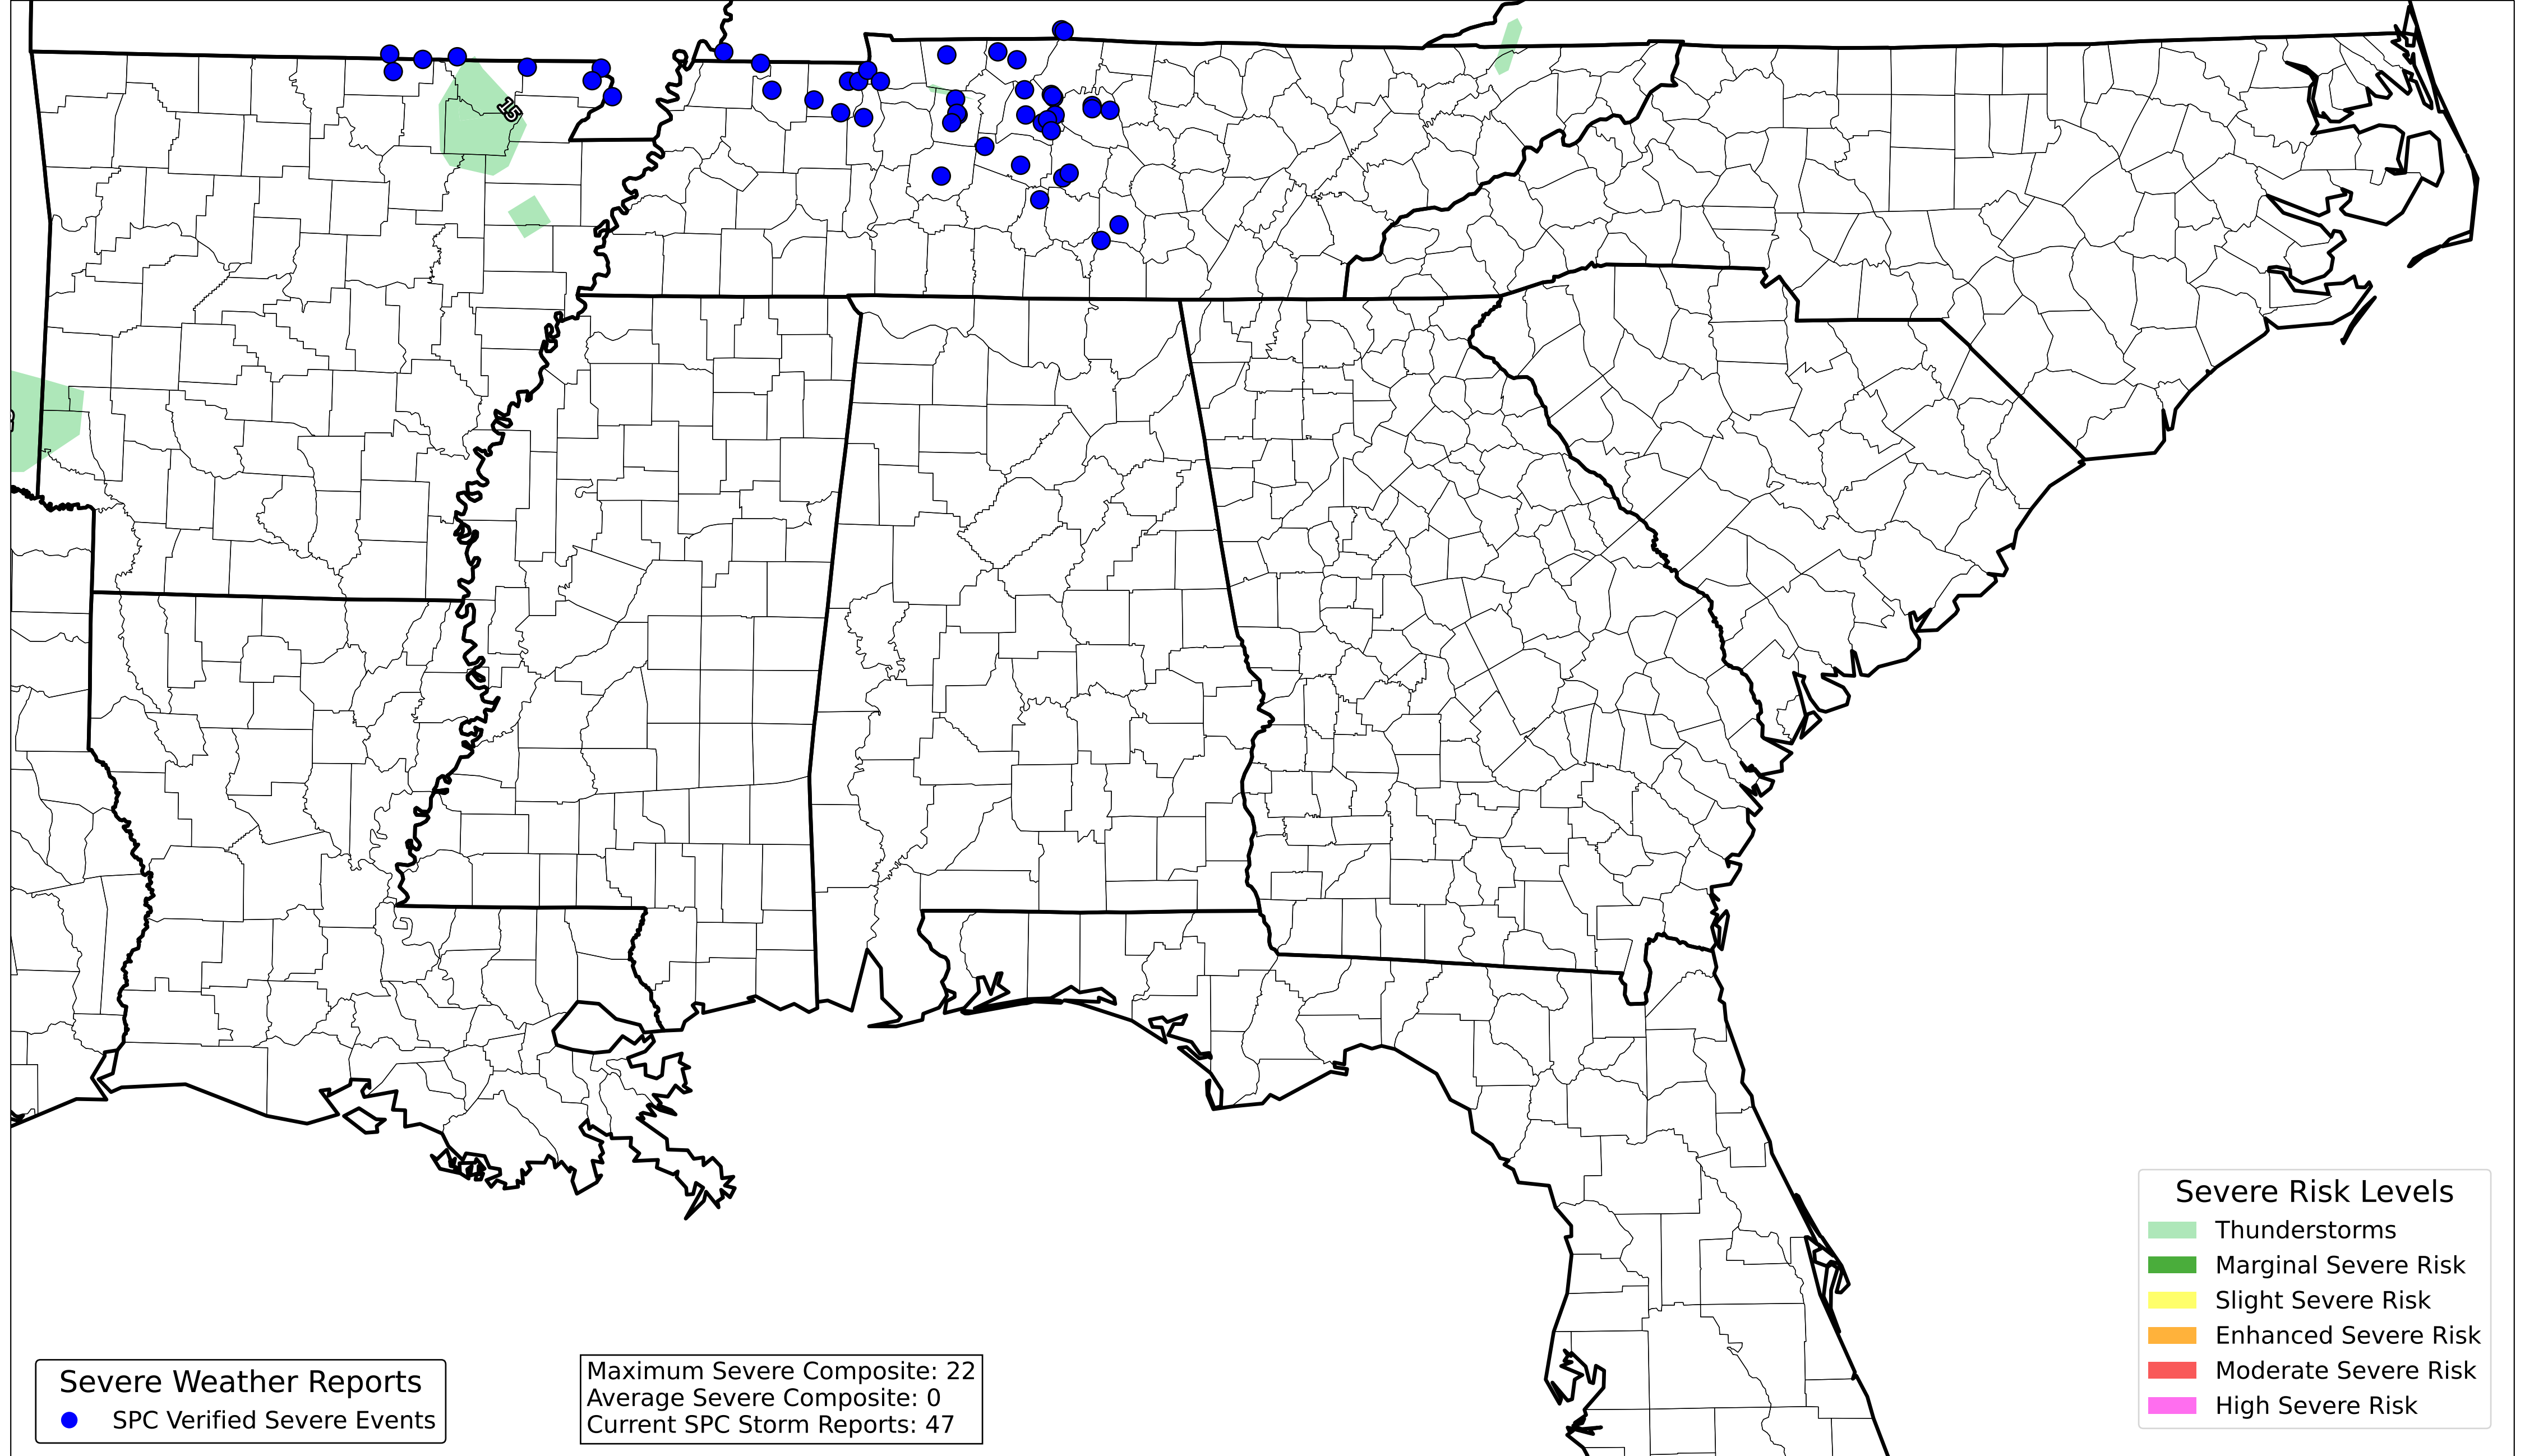 15
Severe Risk Levels
Thunderstorms
Marginal Severe Risk
Slight Severe Risk
Enhanced Severe Risk
Moderate Severe Risk
High Severe Risk
Severe Weather Reports
SPC Verified Severe Events
Maximum Severe Composite: 22
Average Severe Composite: 0
Current SPC Storm Reports: 47